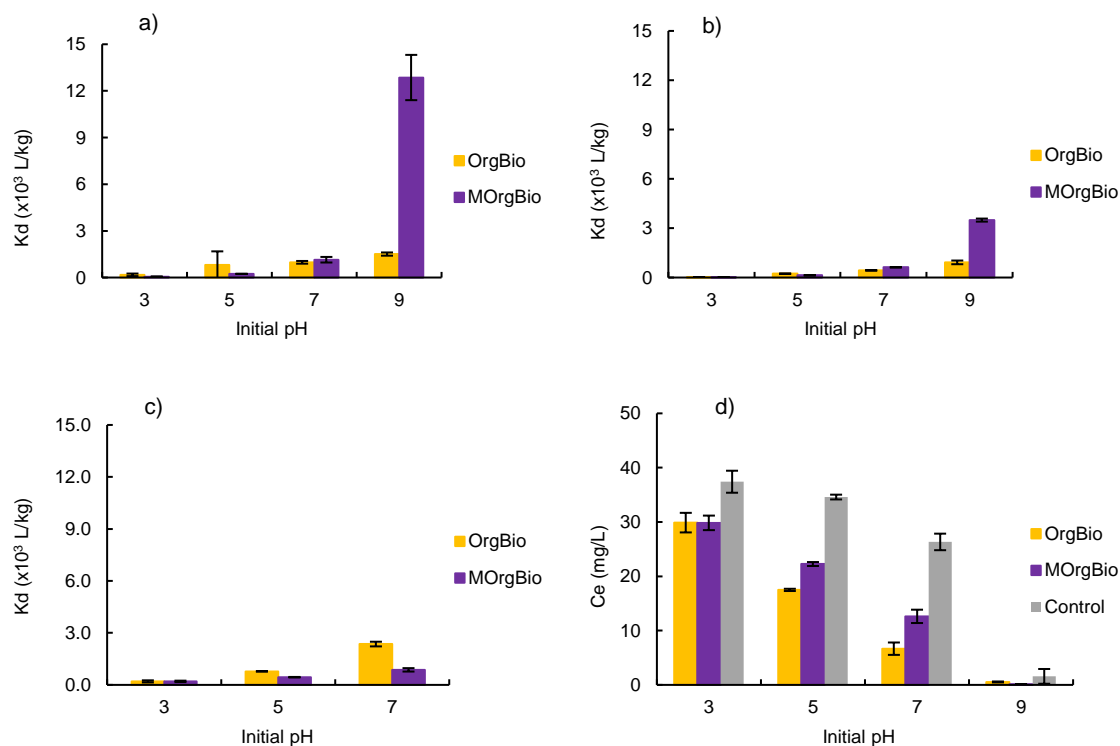 a)
15
12
9
6
3
0
Kd (x10³ L/kg)
3 5 7 9
Initial pH
OrgBio
MOrgBio
b)
15
12
9
6
3
0
Kd (x10³ L/kg)
3 5 7 9
Initial pH
OrgBio
MOrgBio
c)
15.0
12.0
9.0
6.0
3.0
0.0
Kd (x10³ L/kg)
3 5 7
Initial pH
OrgBio
MOrgBio
d)
50
40
30
20
10
0
Ce (mg/L)
3 5 7 9
Initial pH
OrgBio
MOrgBio
Control